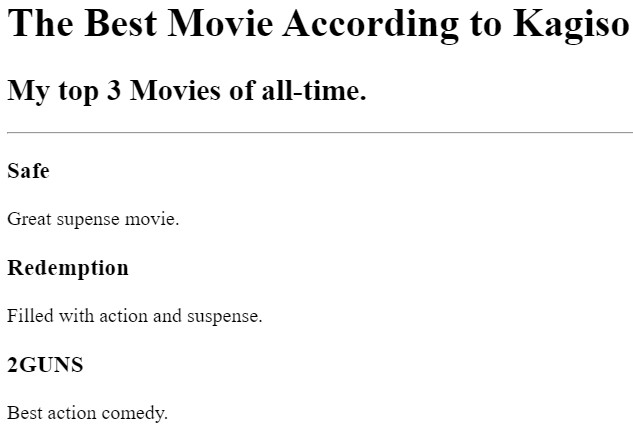 The Best Movie According to Kagiso
My top 3 Movies of all-time.
Safe
Great supense movie.
Redemption
Filled with action and suspense.
2GUNS
Best action comedy.